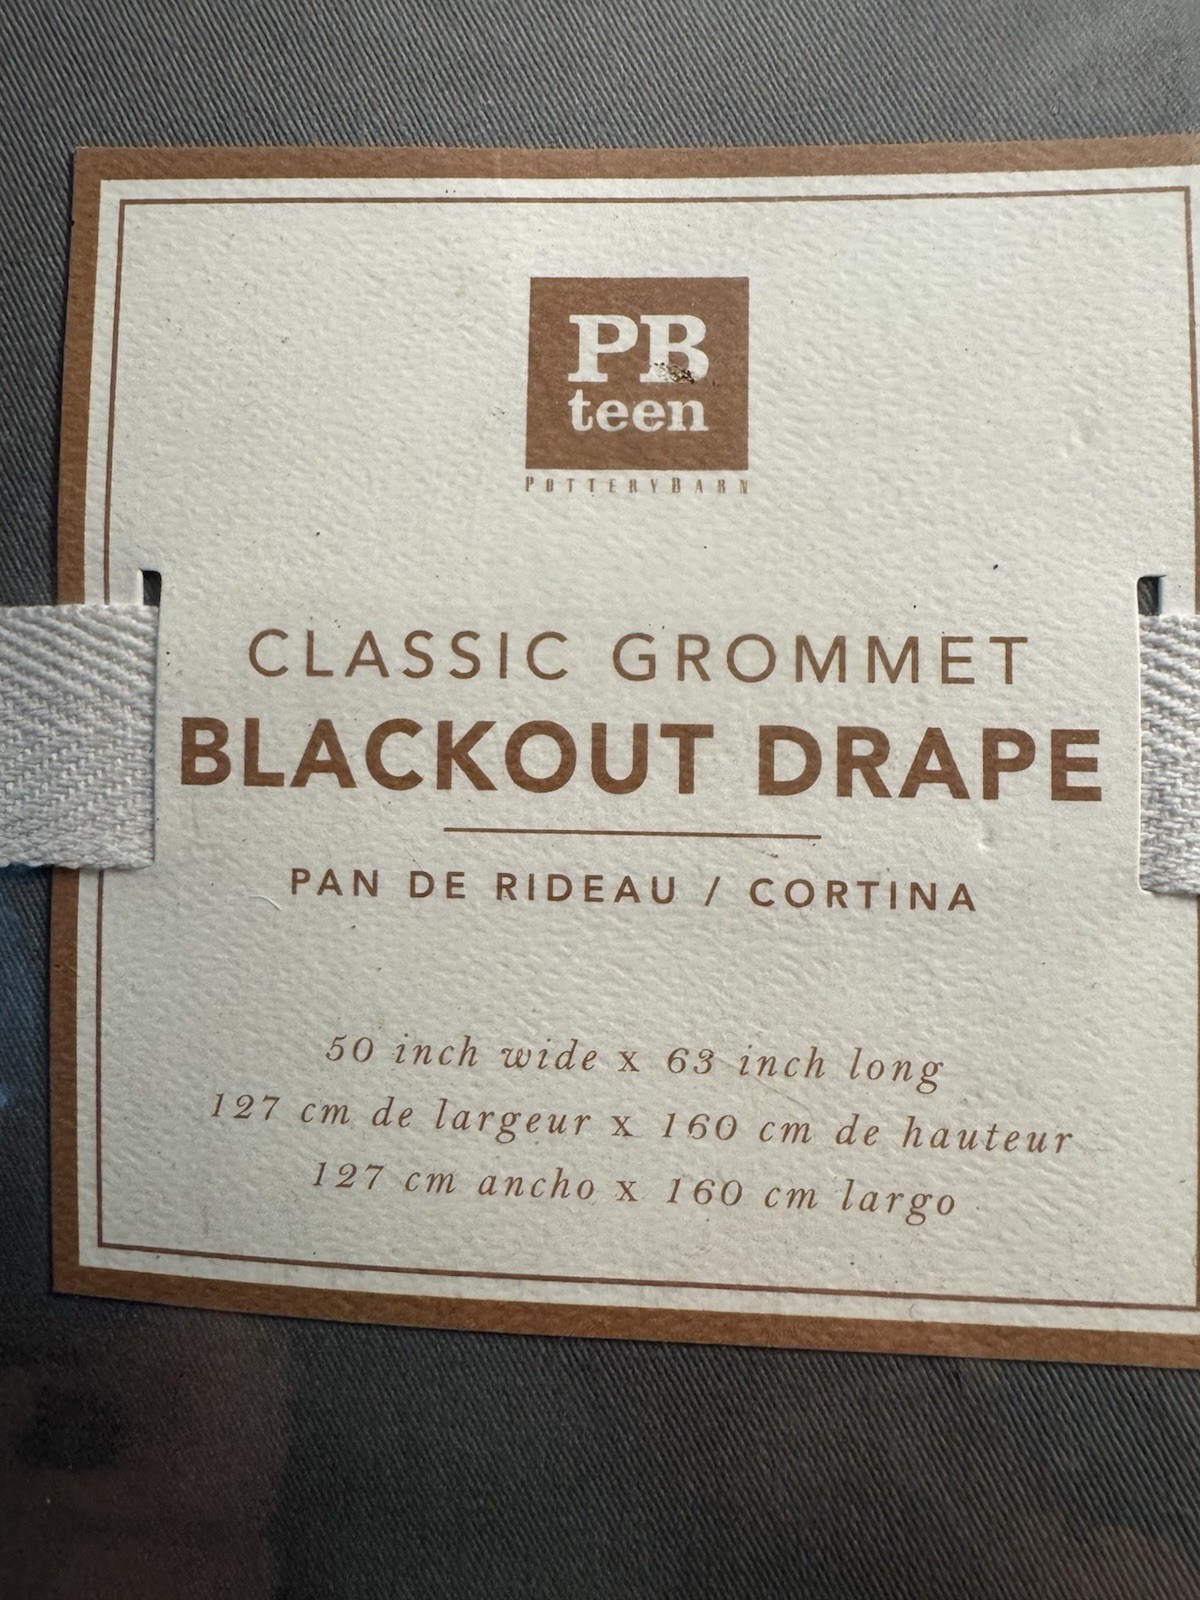 PB
teen
POTTERYBARN
CLASSIC GROMMET
BLACKOUT DRAPE
PAN DE RIDEAU / CORTINA
50 inch wide x 63 inch long
127 cm de largeur x 160 cm de hauteur
127 cm ancho x 160 cm largo